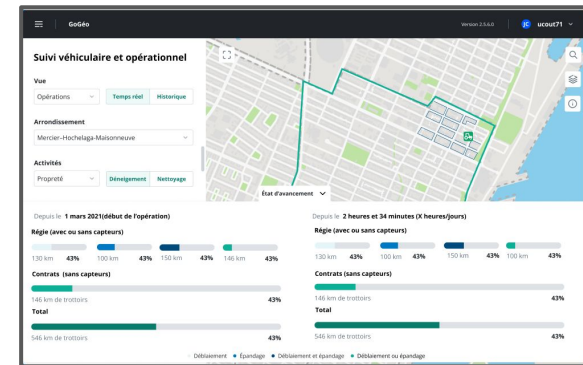 GoGéo
Version 2.5.6.0
JC
ucout71
Suivi véhiculaire et opérationnel
Vue
Opérations
Temps réel
Historique
Arrondissement
Mercier-Hochelaga-Maisonneuve
Activités
Propreté
Déneigement
Nettoyage
État d'avancement
Depuis le 1 mars 2021(début de l'opération)
Régie (avec ou sans capteurs)
130 km 43% 100 km 43% 150 km 43% 146 km 43%
Contrats (sans capteurs)
146 km de trottoirs 43%
Total
546 km de trottoirs 43%
Depuis le 2 heures et 34 minutes (X heures/jours)
Régie (avec ou sans capteurs)
130 km 43% 100 km 43% 150 km 43% 100 km 43%
Contrats (sans capteurs)
146 km de trottoirs 43%
Total
546 km de trottoirs 43%
Déblaiement Épandage Déblaiement et épandage Déblaiement ou épandage